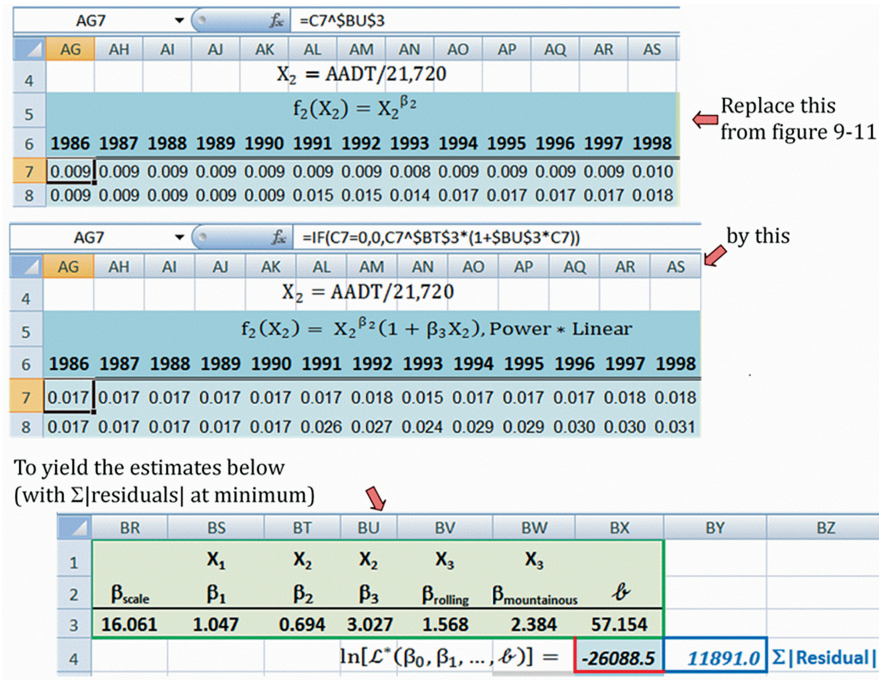 AG7 fx =C7^$BU$3
AG AH AI AJ AK AL AM AN AO AP AQ AR AS
4 X₂ = AADT/21,720
5 f₂(X₂) = X₂^β₂
6 1986 1987 1988 1989 1990 1991 1992 1993 1994 1995 1996 1997 1998
7 0.009 0.009 0.009 0.009 0.009 0.009 0.009 0.008 0.009 0.009 0.009 0.009 0.010
8 0.009 0.009 0.009 0.009 0.009 0.015 0.015 0.014 0.017 0.017 0.017 0.017 0.018
Replace this
from figure 9-11
AG7 fx =IF(C7=0,0,C7^$BT$3*(1+$BU$3*C7))
by this
AG AH AI AJ AK AL AM AN AO AP AQ AR AS
4 X₂ = AADT/21,720
5 f₂(X₂) = X₂^β₂(1 + β₃X₂), Power * Linear
6 1986 1987 1988 1989 1990 1991 1992 1993 1994 1995 1996 1997 1998
7 0.017 0.017 0.017 0.017 0.017 0.017 0.018 0.015 0.017 0.017 0.017 0.018 0.018
8 0.017 0.017 0.017 0.017 0.017 0.026 0.027 0.024 0.029 0.029 0.030 0.030 0.031
To yield the estimates below
(with Σ|residuals| at minimum)
BR BS BT BU BV BW BX BY BZ
1 X₁ X₂ X₂ X₃ X₃
2 βscale β₁ β₂ β₃ βrolling βmountainous 𝒷
3 16.061 1.047 0.694 3.027 1.568 2.384 57.154
4 ln[ℒ*(β₀, β₁, … , 𝒷)] = -26088.5 11891.0 Σ|Residual|